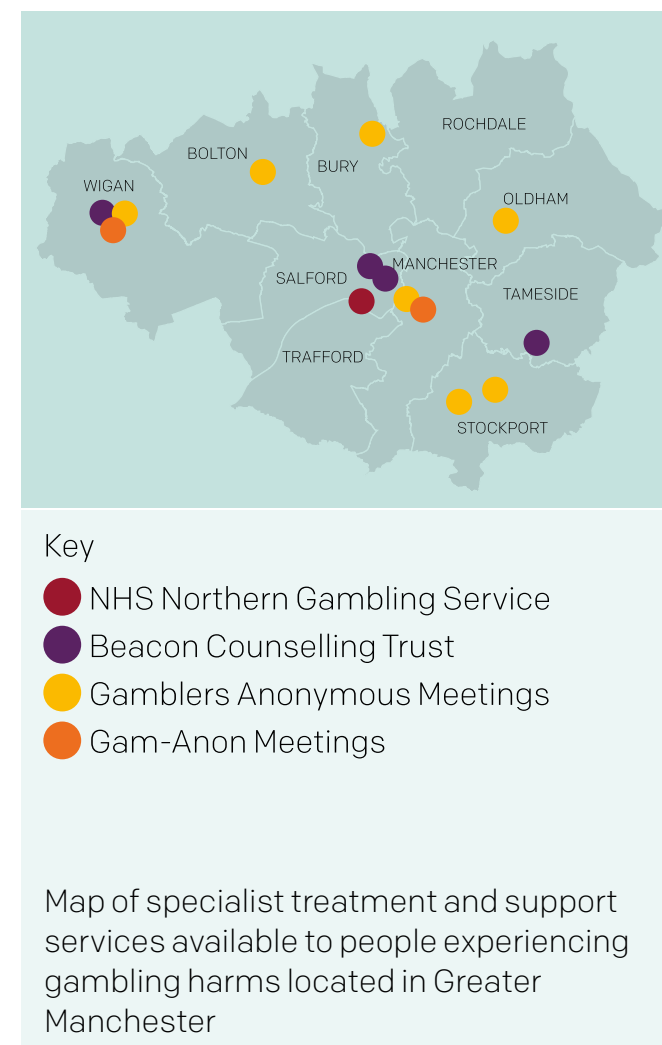 ROCHDALE
BOLTON
BURY
WIGAN
OLDHAM
MANCHESTER
SALFORD
TAMESIDE
TRAFFORD
STOCKPORT
Key
NHS Northern Gambling Service
Beacon Counselling Trust
Gamblers Anonymous Meetings
Gam-Anon Meetings
Map of specialist treatment and support
services available to people experiencing
gambling harms located in Greater
Manchester